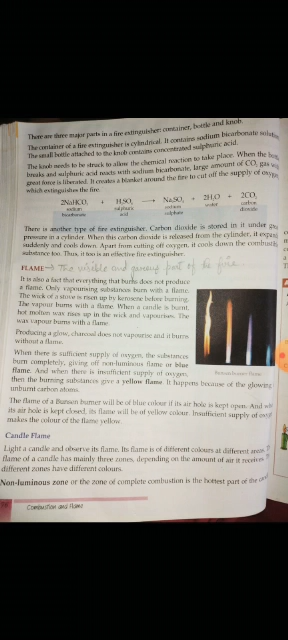 There are three major parts in a fire extinguisher: container, bottle and knob.
The container of a fire extinguisher is cylindrical. It contains sodium bicarbonate
The small bottle attached to the knob contains concentrated sulphuric acid.
The knob needs to be struck to allow the chemical reaction to take place. When the
breaks and sulphuric acid reacts with sodium bicarbonate, large amount of CO₂ gas
great force is liberated. It creates a blanket around the fire to cut off the supply of
which extinguishes the fire.
2NaHCO₃ + H₂SO₄ → Na₂SO₄ + 2H₂O + 2CO₂
sodium sulphuric sodium water carbon
bicarbonate acid sulphate dioxide
There is another type of fire extinguisher. Carbon dioxide is stored in it under
pressure in a cylinder. When this carbon dioxide is released from the cylinder, it
suddenly and cools down. Apart from cutting off oxygen, it cools down the
substance too. Thus, it is an effective fire extinguisher.
FLAME → The visible and part of the fire
It is also a fact that everything that burns does not produce
a flame. Only vapourising substances burn with a flame.
The wick of a stove is risen up by kerosene before burning.
The vapour burns with a flame. When a candle is burnt,
hot molten wax rises up in the wick and vapourises. The
wax vapour burns with a flame.
Producing a glow, charcoal does not vapourise and it burns
without a flame.
When there is sufficient supply of oxygen, the substances
burn completely, giving off non-luminous flame or blue
flame. And when there is insufficient supply of oxygen,
then the burning substances give a yellow flame. It happens because of the glowing
unburnt carbon atoms.
The flame of a Bunsen burner will be of blue colour if its air hole is kept open. And
its air hole is kept closed, its flame will be of yellow colour. Insufficient supply of
makes the colour of the flame yellow.
Candle Flame
Light a candle and observe its flame. Its flame is of different colours at different
flame of a candle has mainly three zones, depending on the amount of air it receives.
different zones have different colours.
Non-luminous zone or the zone of complete combustion is the hottest part of the
Combustion and Flame